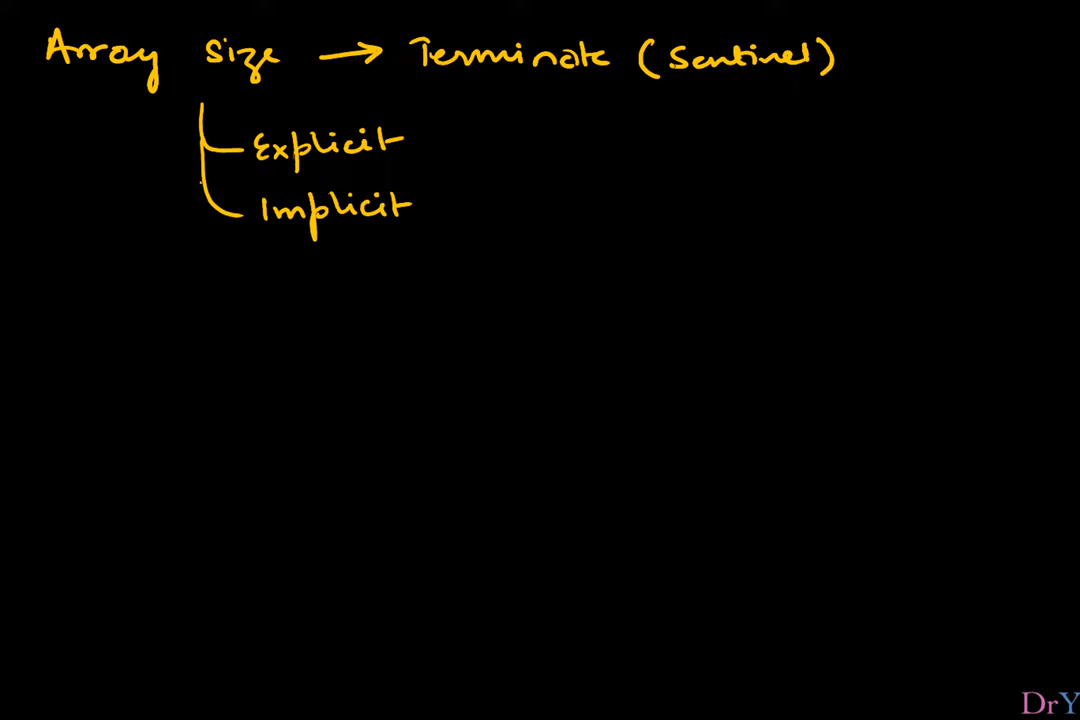 Array Size → Terminate (Sentinel)
Explicit
Implicit
DrY